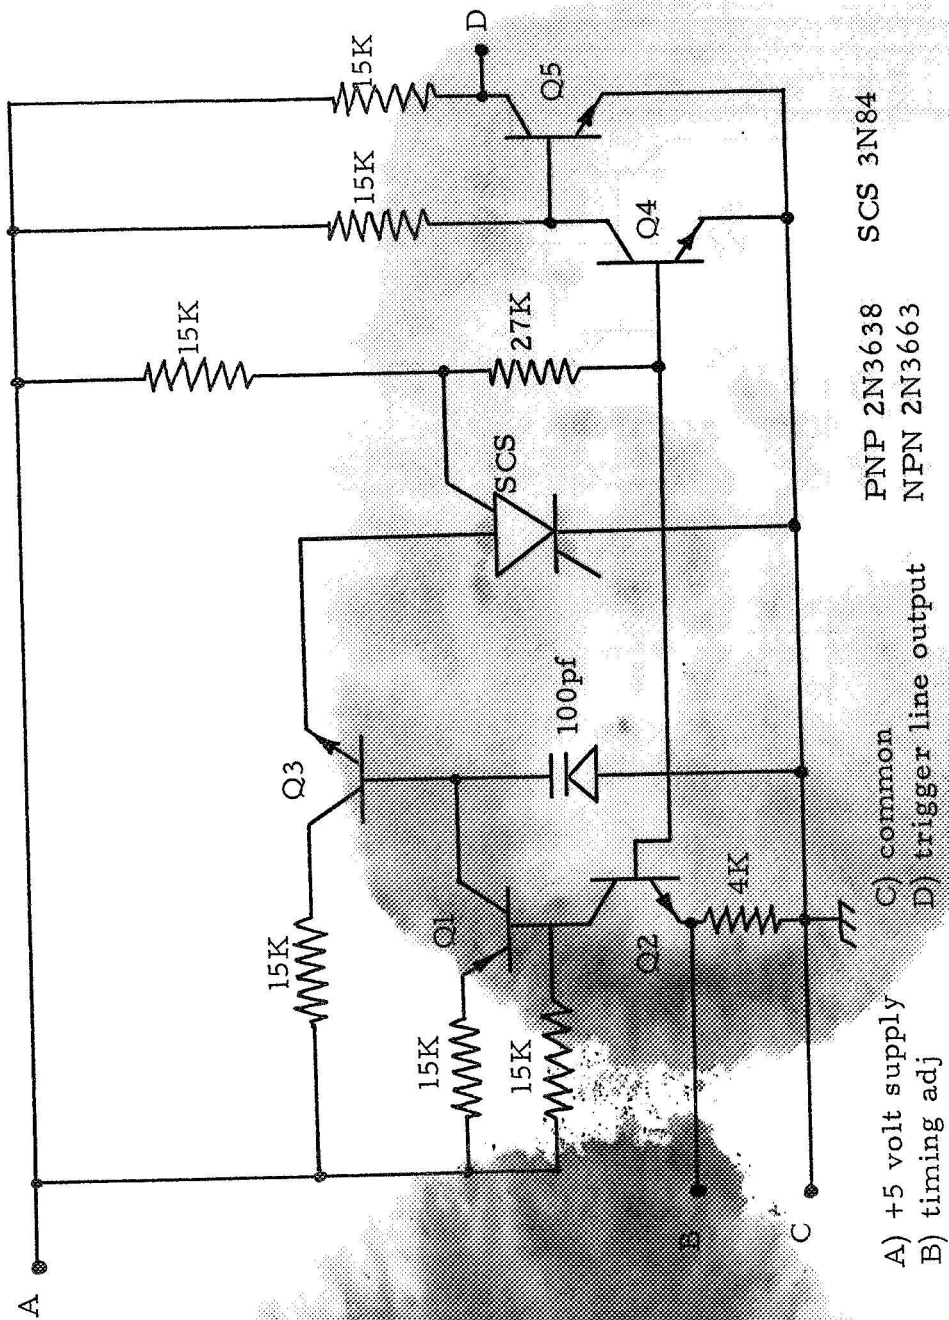 A
15K
15K
D
15K
Q3
15K
Q5
Q4
15K
Q1
SCS
27K
15K
100pf
Q2
4K
B
C
A) +5 volt supply
B) timing adj
C) common
D) trigger line output
PNP 2N3638
NPN 2N3663
SCS 3N84